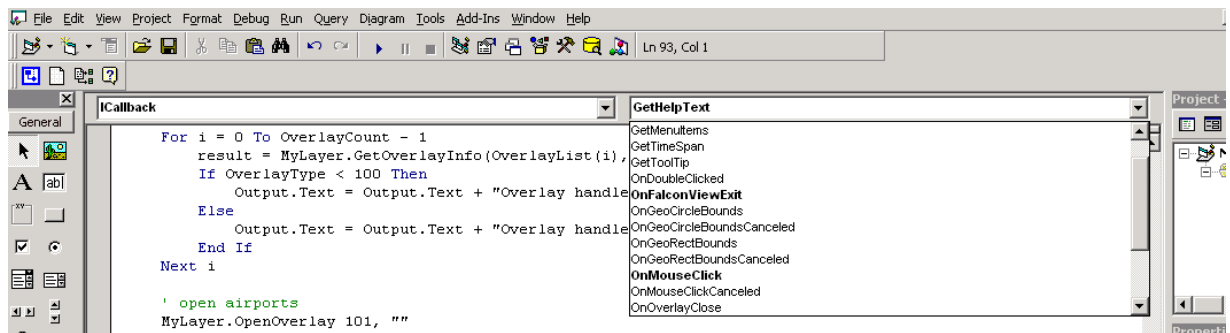 File Edit View Project Format Debug Run Query Diagram Tools Add-Ins Window Help
Ln 93, Col 1
General
ICallback
GetHelpText
Project -
For i = 0 To OverlayCount - 1
result = MyLayer.GetOverlayInfo(OverlayList(i),
If OverlayType < 100 Then
Output.Text = Output.Text + "Overlay handle
Else
Output.Text = Output.Text + "Overlay handle
End If
Next i
' open airports
MyLayer.OpenOverlay 101, ""
GetMenuItems
GetTimeSpan
GetToolTip
OnDoubleClicked
OnFalconViewExit
OnGeoCircleBounds
OnGeoCircleBoundsCanceled
OnGeoRectBounds
OnGeoRectBoundsCanceled
OnMouseClick
OnMouseClickCanceled
OnOverlayClose
A
ab
xv